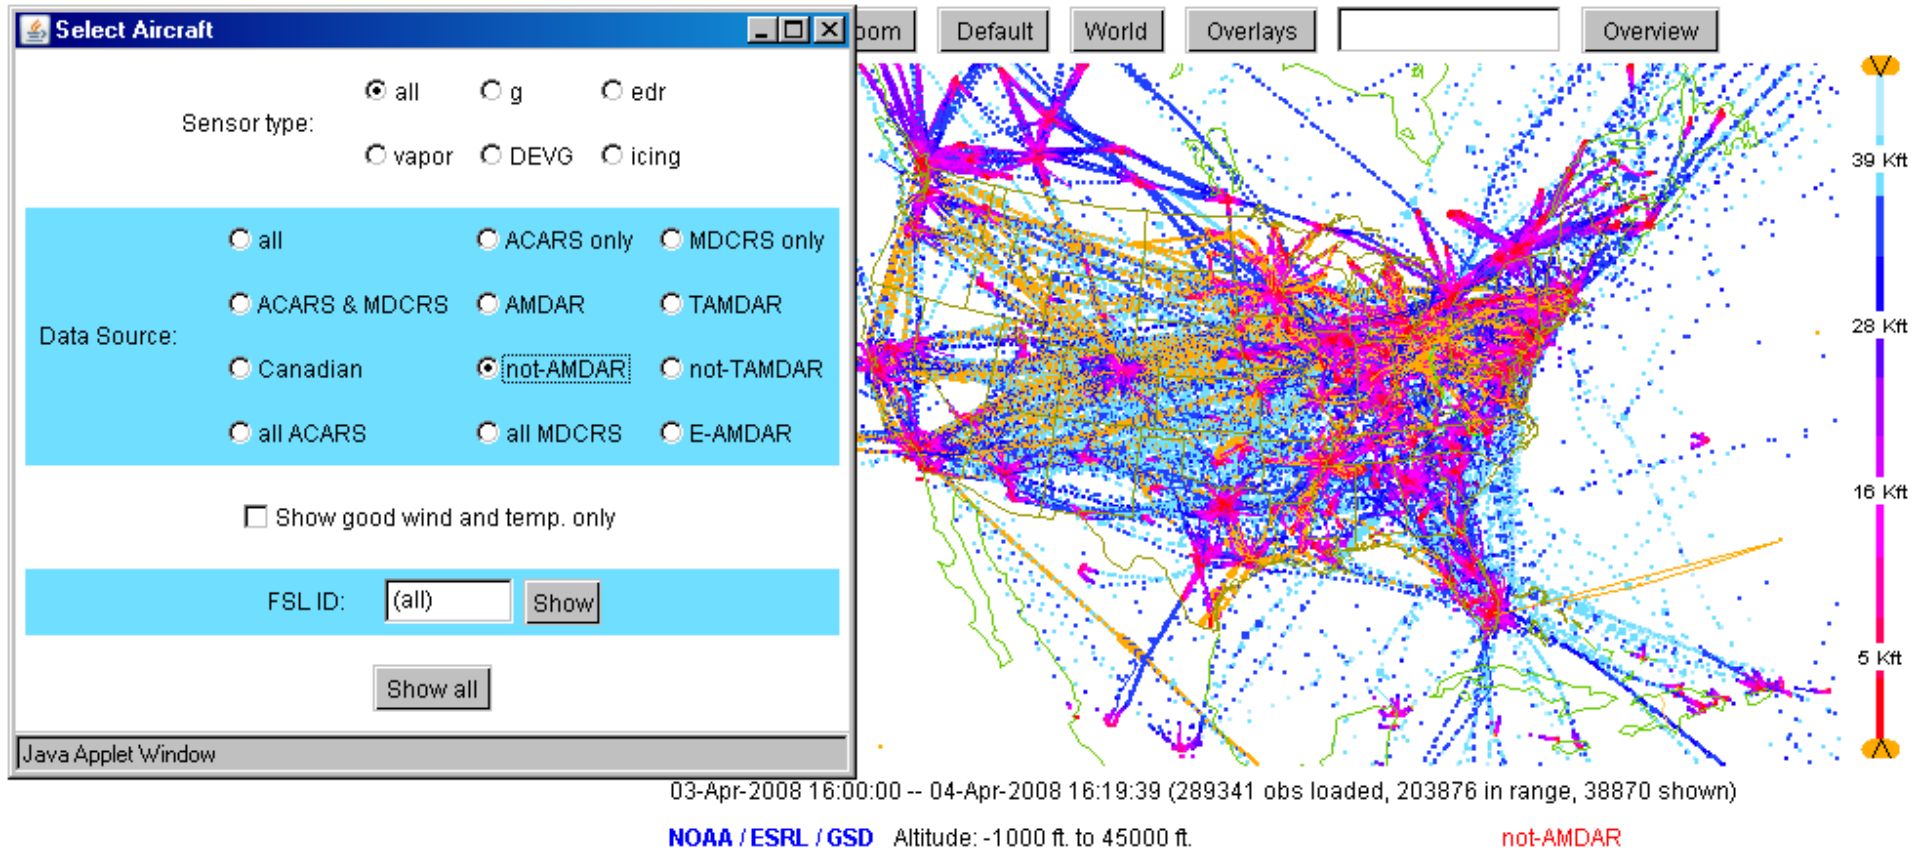 Select Aircraft
Sensor type:
all g edr
vapor DEVG icing
Data Source:
all ACARS only MDCRS only
ACARS & MDCRS AMDAR TAMDAR
Canadian not-AMDAR not-TAMDAR
all ACARS all MDCRS E-AMDAR
Show good wind and temp. only
FSL ID: (all) Show
Show all
Java Applet Window
oom Default World Overlays Overview
39 Kft
28 Kft
16 Kft
5 Kft
03-Apr-2008 16:00:00 -- 04-Apr-2008 16:19:39 (289341 obs loaded, 203876 in range, 38870 shown)
NOAA / ESRL / GSD Altitude: -1000 ft. to 45000 ft. not-AMDAR